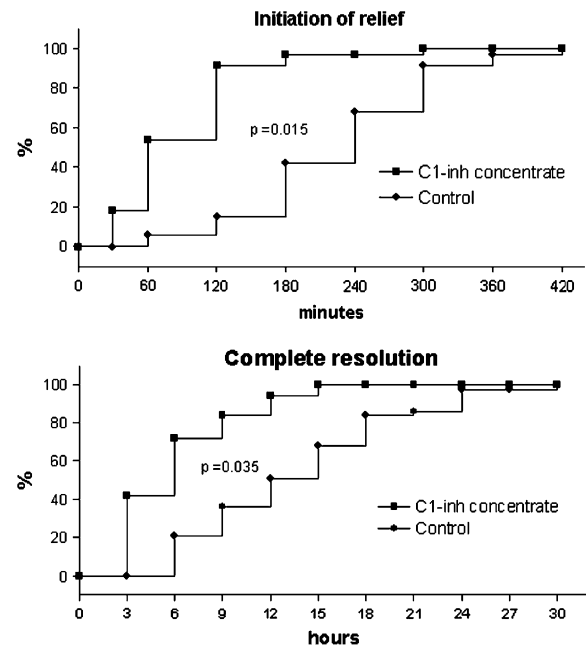 Initiation of relief
100
80
60
40
20
0
%
p=0.015
C1-inh concentrate
Control
0 60 120 180 240 300 360 420
minutes
Complete resolution
100
80
60
40
20
0
%
p=0.035
C1-inh concentrate
Control
0 3 6 9 12 15 18 21 24 27 30
hours